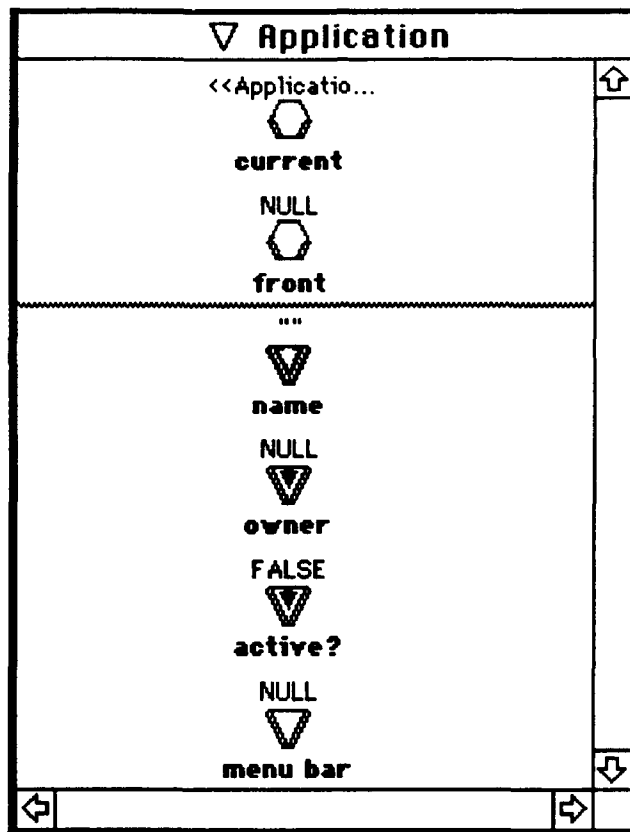 Application
<<Applicatio...
current
NULL
front
""
name
NULL
owner
FALSE
active?
NULL
menu bar